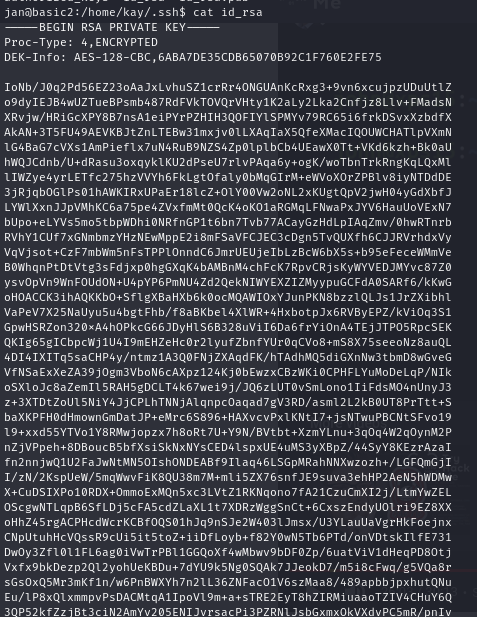 jan@basic2:/home/kay/.ssh$ cat id_rsa
-----BEGIN RSA PRIVATE KEY-----
Proc-Type: 4,ENCRYPTED
DEK-Info: AES-128-CBC,6ABA7DE35CDB65070B92C1F760E2FE75
IoNb/J0q2Pd56EZ23oAaJxLvhuSZ1crRr4ONGUAnKcRxg3+9vn6xcujpzUDuUtlZ
o9dyIEJB4wUZTueBPsmb487RdFVkTOVQrVHty1K2aLy2Lka2Cnfjz8Llv+FMadsN
XRvjw/HRiGcXPY8B7nsA1eiPYrPZHIH3QOFIYlSPMYv79RC65i6frkDSvxXzbdfX
AkAN+3T5FU49AEVKBJtZnLTEBw31mxjv0lLXAqIaX5QfeXMacIQOUWCHATlpVXmN
lG4BaG7cVXs1AmPieflx7uN4RuB9NZS4Zp0lplbCb4UEawX0Tt+VKd6kzh+Bk0aU
hWQJCdnb/U+dRasu3oxqyklKU2dPseU7rlvPAqa6y+ogK/woTbnTrkRngKqLQxMl
lIWZye4yrLETfc275hzVVYh6FkLgtOfaly0bMqGIrM+eWVoXOrZPBlv8iyNTDdDE
3jRjqbOGlPs01hAWKIRxUPaEr18lcZ+OlY00Vw2oNL2xKUgtQpV2jwH04yGdXbfJ
LYWlXxnJJpVMhKC6a75pe4ZVxfmMt0QcK4oKO1aRGMqLFNwaPxJYV6HauUoVExN7
bUpo+eLYVs5mo5tbpWDhi0NRfnGP1t6bn7Tvb77ACayGzHdLpIAqZmv/0hwRTnrb
RVhY1CUf7xGNmbmzYHzNEwMppE2i8mFSaVFCJEC3cDgn5TvQUXfh6CJJRVrhdxVy
VqVjsot+CzF7mbWm5nFsTPPlOnndC6JmrUEUjeIbLzBcW6bX5s+b95eFeceWMmVe
B0WhqnPtDtVtg3sFdjxp0hgGXqK4bAMBnM4chFcK7RpvCRjsKyWYVEDJMYvc87Z0
ysvOpVn9WnFOUdON+U4pYP6PmNU4Zd2QekNIWYEXZIZMyypuGCFdA0SARf6/kKwG
oHOACCK3ihAQKKbO+SflgXBaHXb6k0ocMQAWIOxYJunPKN8bzzlQLJs1JrZXibhl
VaPeV7X25NaUyu5u4bgtFhb/f8aBKbel4XlWR+4HxbotpJx6RVByEPZ/kViOq3S1
GpwHSRZon320×A4hOPkcG66JDyHlS6B328uViI6Da6frYiOnA4TEjJTPO5RpcSEK
QKIg65gICbpcWj1U4I9mEHZeHc0r2lyufZbnfYUr0qCVo8+mS8X75seeoNz8auQL
4DI4IXITq5saCHP4y/ntmz1A3Q0FNjZXAqdFK/hTAdhMQ5diGXnNw3tbmD8wGveG
VfNSaExXeZA39jOgm3VboN6cAXpz124Kj0bEwzxCBzWKi0CPHFLYuMoDeLqP/NIk
oSXloJc8aZemIl5RAH5gDCLT4k67wei9j/JQ6zLUT0vSmLono1IiFdsMO4nUnyJ3
z+3XTDtZoUl5NiY4JjCPLhTNNjAlqnpcOaqad7gV3RD/asml2L2kB0UT8PrTtt+S
baXKPFH0dHmownGmDatJP+eMrc6S896+HAXvcvPxlKNtI7+jsNTwuPBCNtSFvo19
l9+xxd55YTVo1Y8RMwjopzx7h8oRt7U+Y9N/BVtbt+XzmYLnu+3qOq4W2qOynM2P
nZjVPpeh+8DBoucB5bfXsiSkNxNYsCED4lspxUE4uMS3yXBpZ/44SyY8KEzrAzaI
fn2nnjwQ1U2FaJwNtMN5OIshONDEABf9Ilaq46LSGpMRahNNXwzozh+/LGFQmGjI
I/zN/2KspUeW/5mqWwvFiK8QU38m7M+mli5ZX76snfJE9suva3ehHP2AeN5hWDMw
X+CuDSIXPo10RDX+OmmoExMQn5xc3LVtZ1RKNqono7fA21CzuCmXI2j/LtmYwZEL
OScgwNTLqpB6SfLDj5cFA5cdZLaXL1t7XDRzWggSnCt+6CxszEndyUOlri9EZ8XX
oHhZ45rgACPHcdWcrKCBfOQS01hJq9nSJe2W403lJmsx/U3YLauUaVgrHkFoejnx
CNpUtuhHcVQssR9cUi5it5toZ+iiDfLoyb+f82Y0wN5Tb6PTd/onVDtskIlfE731
DwOy3Zfl0l1FL6ag0iVwTrPBl1GGQoXf4wMbwv9bDF0Zp/6uatViV1dHeqPD8Otj
Vxfx9bkDezp2Ql2yohUeKBDu+7dYU9k5Ng0SQAk7JJeokD7/m5i8cFwq/g5VQa8r
sGsOxQ5Mr3mKf1n/w6PnBWXYh7n2lL36ZNFacO1V6szMaa8/489apbbjpxhutQNu
Eu/lP8xQlxmmpvPsDACMtqA1IpoVl9m+a+sTRE2EyT8hZIRMiuaaoTZIV4CHuY6Q
3QP52kfZzjBt3ciN2AmYv205ENIJvrsacPi3PZRNlJsbGxmxOkVXdvPC5mR/pnIv